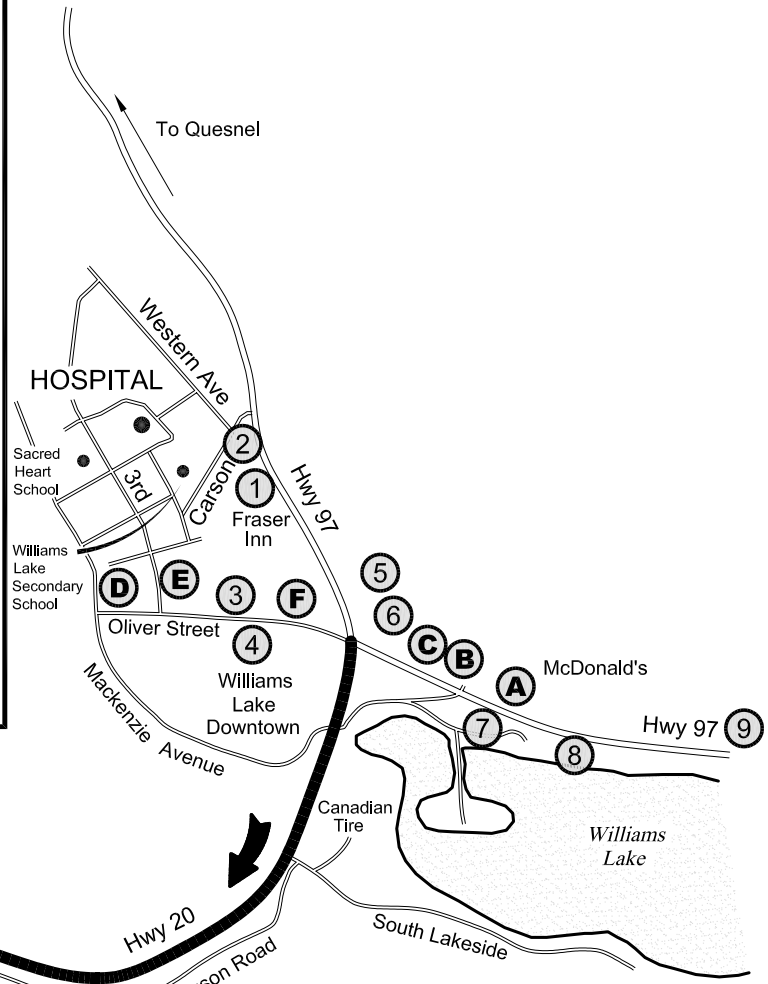 To Quesnel
Western Ave
HOSPITAL
Sacred
Heart
School
3rd
Carson
2
1
Fraser
Inn
Hwy 97
Williams
Lake
Secondary
School
D
E
3
F
5
6
C
B
A
McDonald's
Oliver Street
4
Williams
Lake
Downtown
Mackenzie Avenue
7
8
Hwy 97
9
Canadian
Tire
Williams
Lake
Hwy 20
South Lakeside
Road